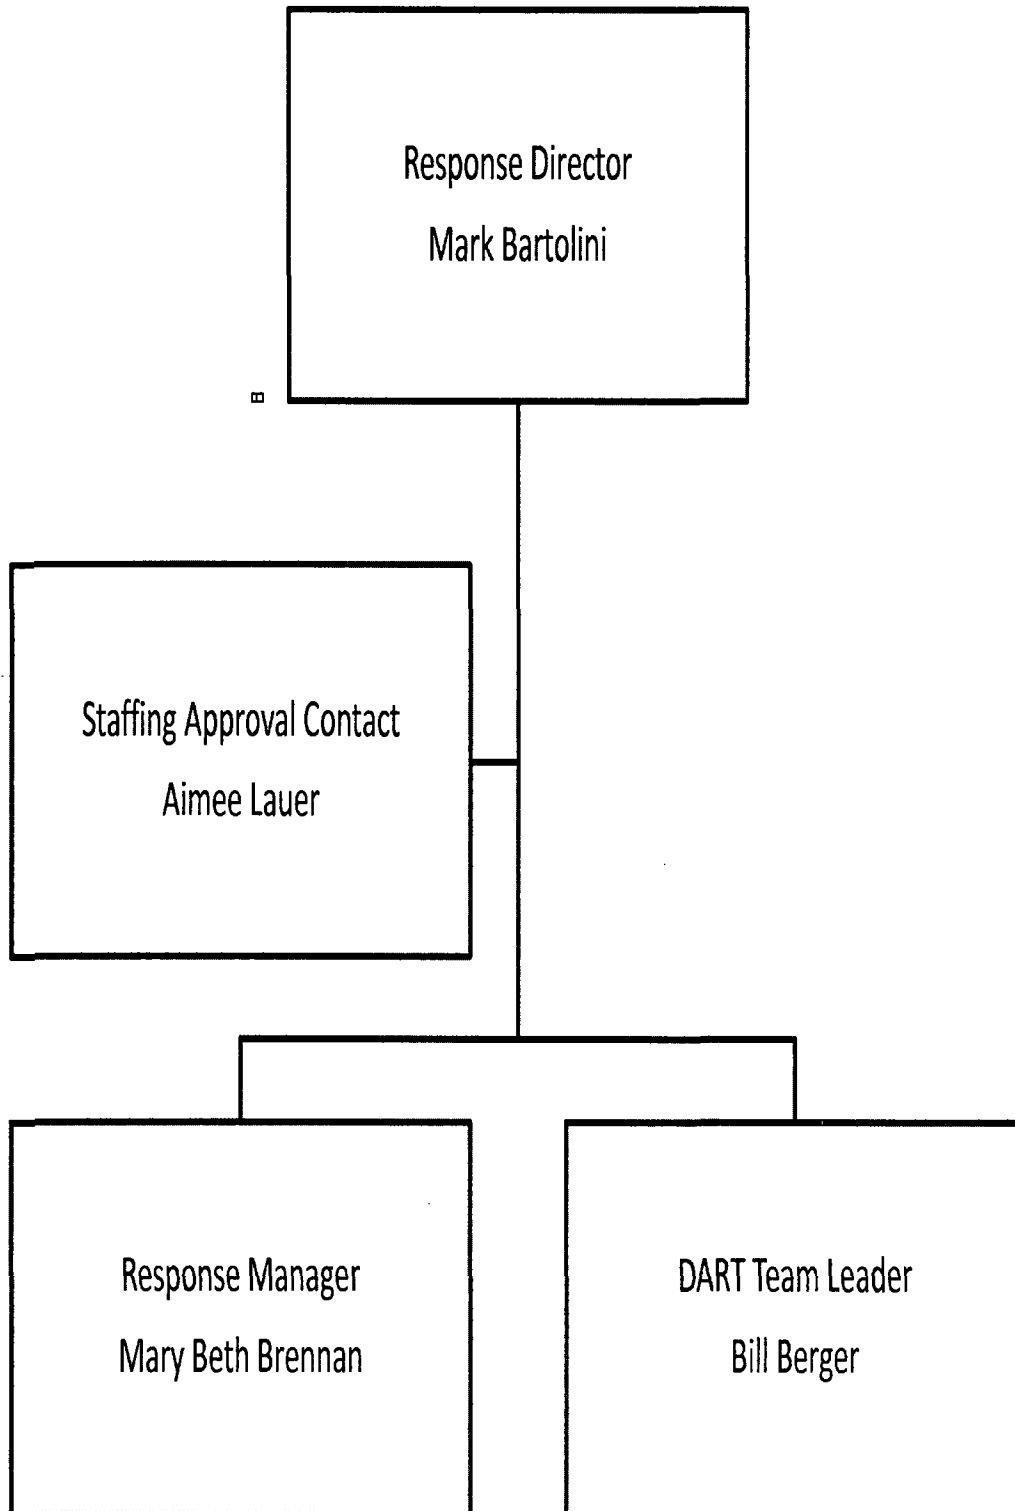 Response Director
Mark Bartolini
Staffing Approval Contact
Aimee Lauer
Response Manager
Mary Beth Brennan
DART Team Leader
Bill Berger